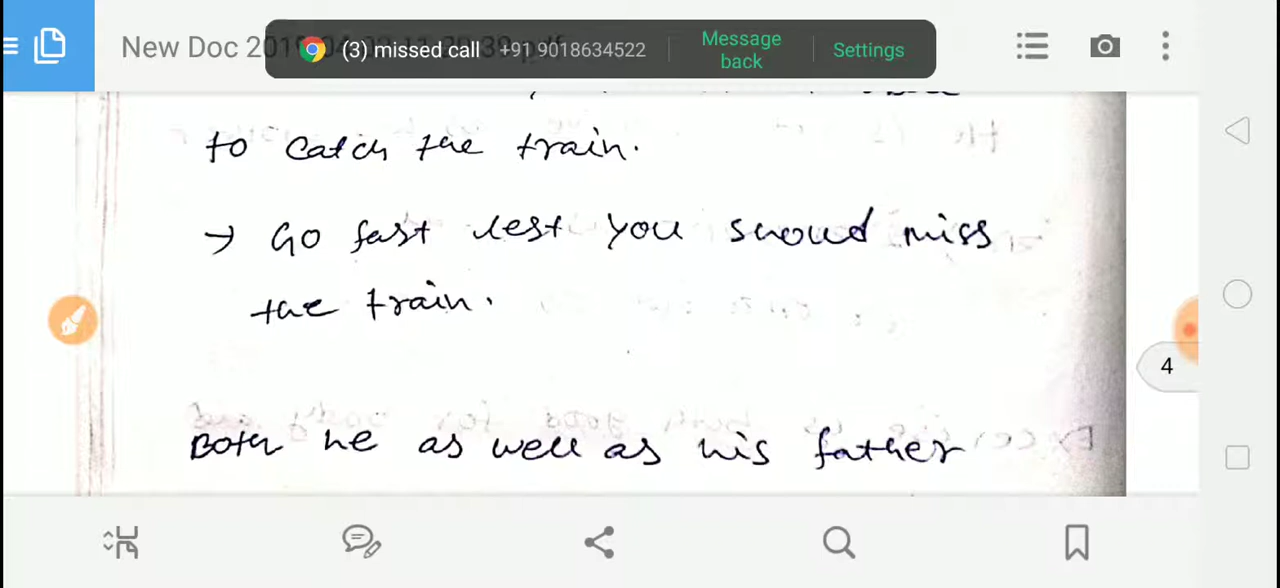 New Doc 201
(3) missed call +91 9018634522
Message back
Settings
to catch the train.
→ Go fast lest you should miss
the train.
4
Both he as well as his father